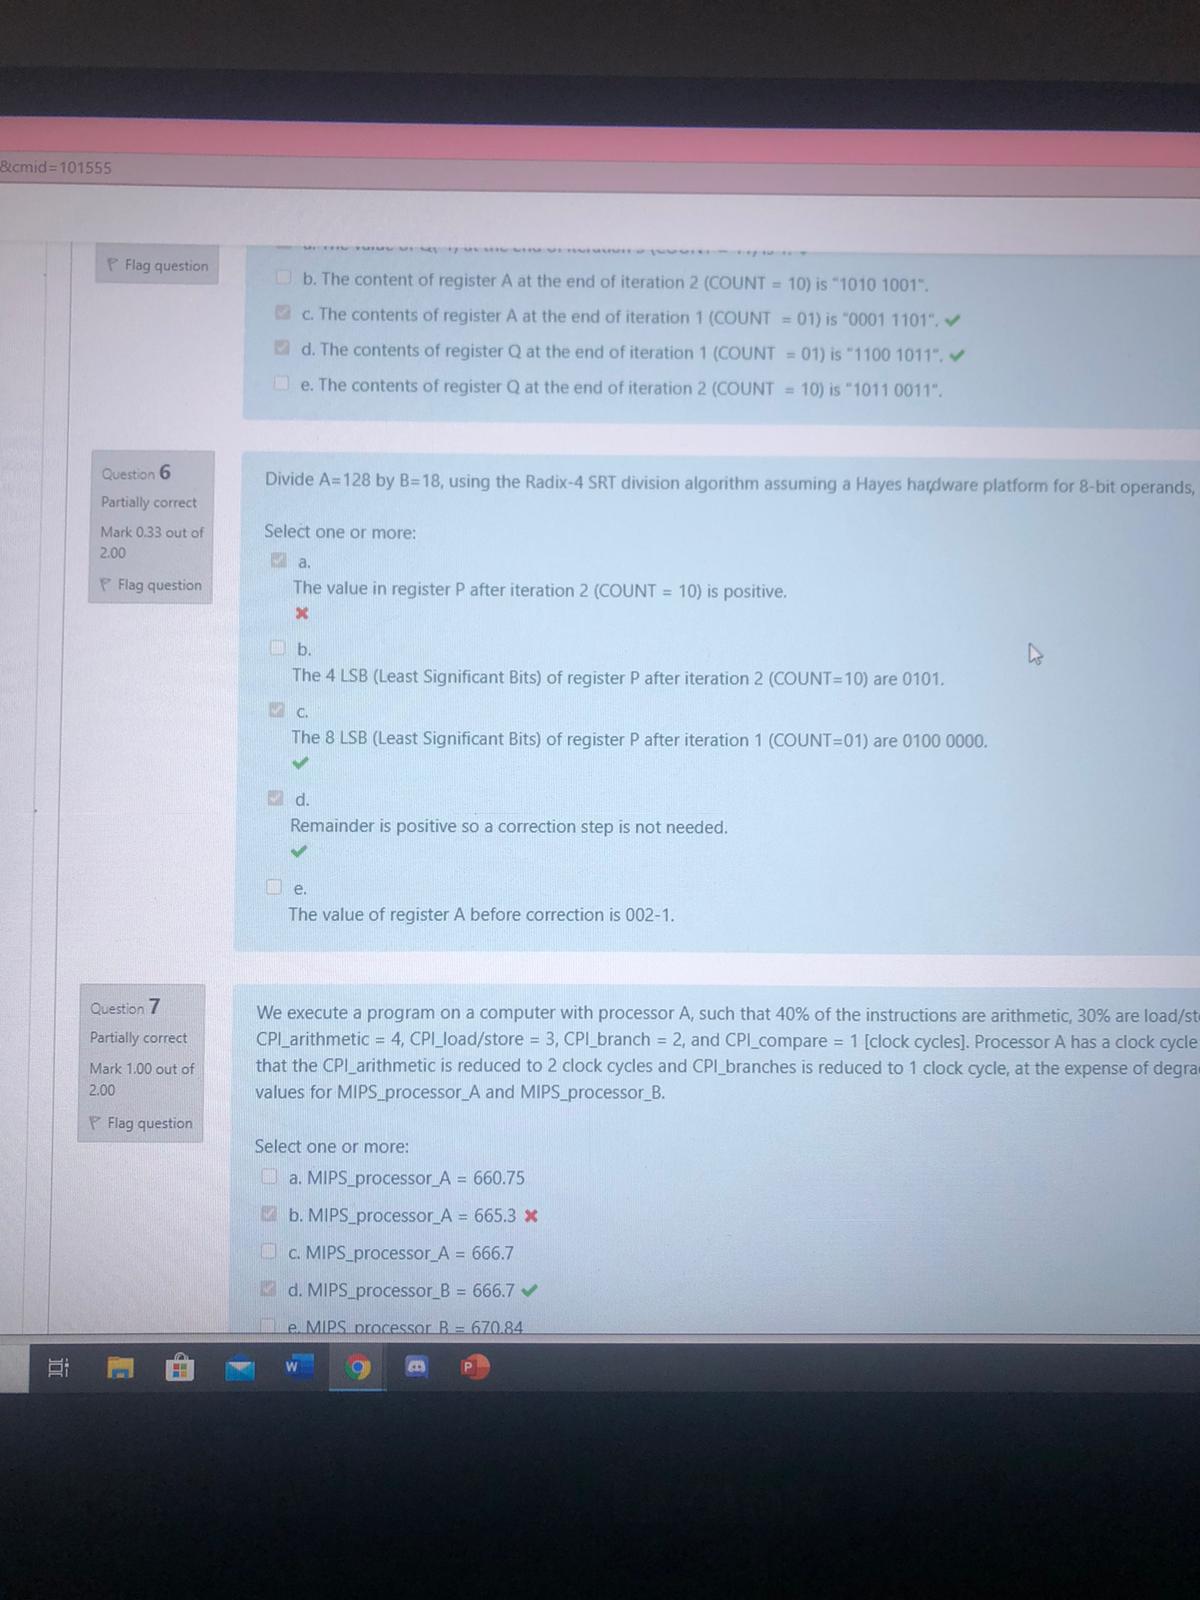 &cmid=101555
Flag question
b. The content of register A at the end of iteration 2 (COUNT = 10) is "1010 1001".
c. The contents of register A at the end of iteration 1 (COUNT = 01) is "0001 1101".
d. The contents of register Q at the end of iteration 1 (COUNT = 01) is "1100 1011".
e. The contents of register Q at the end of iteration 2 (COUNT = 10) is "1011 0011".
Question 6
Partially correct
Mark 0.33 out of
2.00
Flag question
Divide A=128 by B=18, using the Radix-4 SRT division algorithm assuming a Hayes hardware platform for 8-bit operands,
Select one or more:
a.
The value in register P after iteration 2 (COUNT = 10) is positive.
b.
The 4 LSB (Least Significant Bits) of register P after iteration 2 (COUNT=10) are 0101.
c.
The 8 LSB (Least Significant Bits) of register P after iteration 1 (COUNT=01) are 0100 0000.
d.
Remainder is positive so a correction step is not needed.
e.
The value of register A before correction is 002-1.
Question 7
Partially correct
Mark 1.00 out of
2.00
Flag question
We execute a program on a computer with processor A, such that 40% of the instructions are arithmetic, 30% are load/st
CPI_arithmetic = 4, CPI_load/store = 3, CPI_branch = 2, and CPI_compare = 1 [clock cycles]. Processor A has a clock cycle
that the CPI_arithmetic is reduced to 2 clock cycles and CPI_branches is reduced to 1 clock cycle, at the expense of degra
values for MIPS_processor_A and MIPS_processor_B.
Select one or more:
a. MIPS_processor_A = 660.75
b. MIPS_processor_A = 665.3
c. MIPS_processor_A = 666.7
d. MIPS_processor_B = 666.7
e. MIPS_processor_B = 670.84
W
P